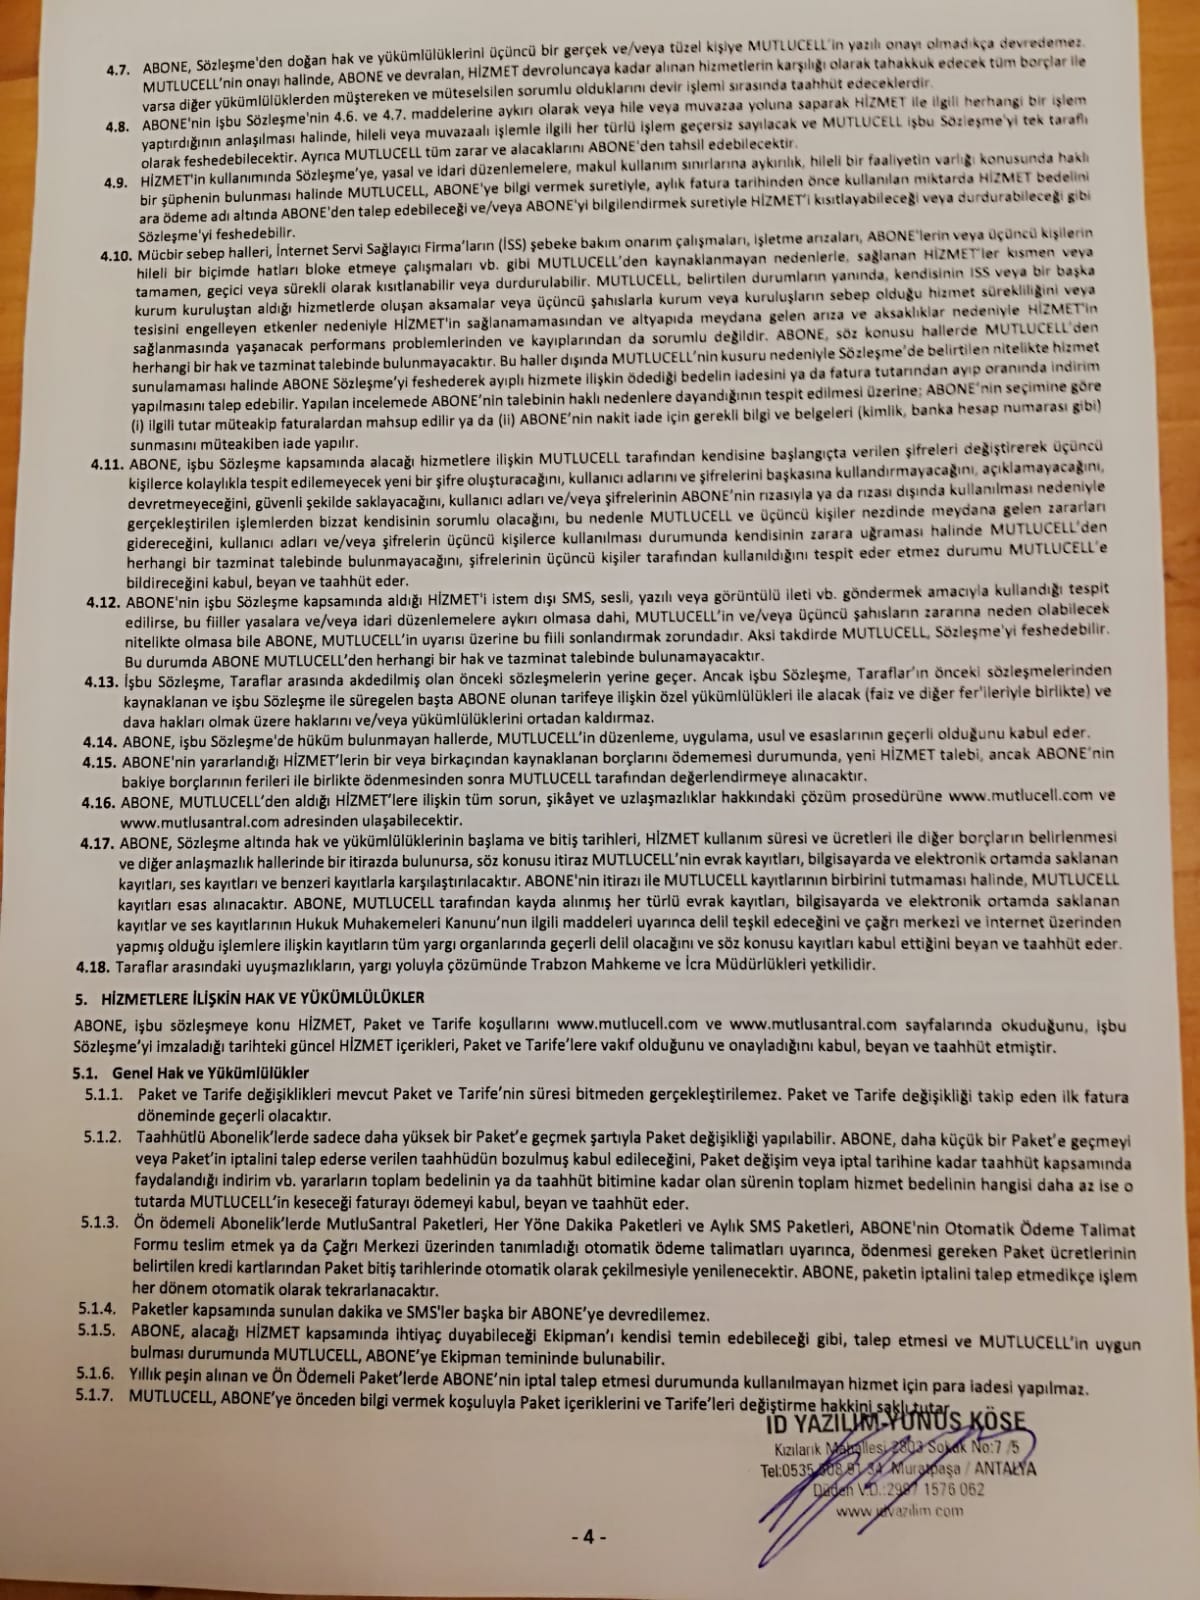 4.7. ABONE, Sözleşme'den doğan hak ve yükümlülüklerini üçüncü bir gerçek ve/veya tüzel kişiye MUTLUCELL'in yazılı onayı olmadıkça devredemez.
MUTLUCELL'nin onayı halinde, ABONE ve devralan, HİZMET devroluncaya kadar alınan hizmetlerin karşılığı olarak tahakkuk edecek tüm borçlar ile
varsa diğer yükümlülüklerden müştereken ve müteselsilen sorumlu olduklarını devir işlemi sırasında taahhüt edeceklerdir.
4.8. ABONE'nin işbu Sözleşme'nin 4.6. ve 4.7. maddelerine aykırı olarak veya hile veya muvazaa yoluna saparak HİZMET ile ilgili herhangi bir işlem
yaptırdığının anlaşılması halinde, hileli veya muvazaalı işlemle ilgili her türlü işlem geçersiz sayılacak ve MUTLUCELL işbu Sözleşme'yi tek taraflı
olarak feshedebilecektir. Ayrıca MUTLUCELL tüm zarar ve alacaklarını ABONE'den tahsil edebilecektir.
4.9. HİZMET'in kullanımında Sözleşme'ye, yasal ve idari düzenlemelere, makul kullanım sınırlarına aykırılık, hileli bir faaliyetin varlığı konusunda haklı
bir şüphenin bulunması halinde MUTLUCELL, ABONE'ye bilgi vermek suretiyle, aylık fatura tarihinden önce kullanılan miktarda HİZMET bedelini
ara ödeme adı altında ABONE'den talep edebileceği ve/veya ABONE'yi bilgilendirmek suretiyle HİZMET'i kısıtlayabileceği veya durdurabileceği gibi
Sözleşme'yi feshedebilir.
4.10. Mücbir sebep halleri, İnternet Servi Sağlayıcı Firma'ların (İSS) şebeke bakım onarım çalışmaları, işletme arızaları, ABONE'lerin veya üçüncü kişilerin
hileli bir biçimde hatları bloke etmeye çalışmaları vb. gibi MUTLUCELL'den kaynaklanmayan nedenlerle, sağlanan HİZMET'ler kısmen veya
tamamen, geçici veya sürekli olarak kısıtlanabilir veya durdurulabilir. MUTLUCELL, belirtilen durumların yanında, kendisinin ISS veya bir başka
kurum kuruluştan aldığı hizmetlerde oluşan aksamalar veya üçüncü şahıslarla kurum veya kuruluşların sebep olduğu hizmet sürekliliğini veya
tesisini engelleyen etkenler nedeniyle HİZMET'in sağlanamamasından ve altyapıda meydana gelen arıza ve aksaklıklar nedeniyle HİZMET'in
sağlanmasında yaşanacak performans problemlerinden ve kayıplarından da sorumlu değildir. ABONE, söz konusu hallerde MUTLUCELL'den
herhangi bir hak ve tazminat talebinde bulunmayacaktır. Bu haller dışında MUTLUCELL'nin kusuru nedeniyle Sözleşme'de belirtilen nitelikte hizmet
sunulamaması halinde ABONE Sözleşme'yi feshederek ayıplı hizmete ilişkin ödediği bedelin iadesini ya da fatura tutarından ayıp oranında indirim
yapılmasını talep edebilir. Yapılan incelemede ABONE'nin talebinin haklı nedenlere dayandığının tespit edilmesi üzerine; ABONE'nin seçimine göre
(i) ilgili tutar müteakip faturalardan mahsup edilir ya da (ii) ABONE'nin nakit iade için gerekli bilgi ve belgeleri (kimlik, banka hesap numarası gibi)
sunmasını müteakiben iade yapılır.
4.11. ABONE, işbu Sözleşme kapsamında alacağı hizmetlere ilişkin MUTLUCELL tarafından kendisine başlangıçta verilen şifreleri değiştirerek üçüncü
kişilerce kolaylıkla tespit edilemeyecek yeni bir şifre oluşturacağını, kullanıcı adlarını ve şifrelerini başkasına kullandırmayacağını, açıklamayacağını,
devretmeyeceğini, güvenli şekilde saklayacağını, kullanıcı adları ve/veya şifrelerinin ABONE'nin rızasıyla ya da rızası dışında kullanılması nedeniyle
gerçekleştirilen işlemlerden bizzat kendisinin sorumlu olacağını, bu nedenle MUTLUCELL ve üçüncü kişiler nezdinde meydana gelen zararları
gidereceğini, kullanıcı adları ve/veya şifrelerin üçüncü kişilerce kullanılması durumunda kendisinin zarara uğraması halinde MUTLUCELL'den
herhangi bir tazminat talebinde bulunmayacağını, şifrelerinin üçüncü kişiler tarafından kullanıldığını tespit eder etmez durumu MUTLUCELL'e
bildireceğini kabul, beyan ve taahhüt eder.
4.12. ABONE'nin işbu Sözleşme kapsamında aldığı HİZMET'i istem dışı SMS, sesli, yazılı veya görüntülü ileti vb. göndermek amacıyla kullandığı tespit
edilirse, bu fiiller yasalara ve/veya idari düzenlemelere aykırı olmasa dahi, MUTLUCELL'in ve/veya üçüncü şahısların zararına neden olabilecek
nitelikte olmasa bile ABONE, MUTLUCELL'in uyarısı üzerine bu fiili sonlandırmak zorundadır. Aksi takdirde MUTLUCELL, Sözleşme'yi feshedebilir.
Bu durumda ABONE MUTLUCELL'den herhangi bir hak ve tazminat talebinde bulunamayacaktır.
4.13. İşbu Sözleşme, Taraflar arasında akdedilmiş olan önceki sözleşmelerin yerine geçer. Ancak işbu Sözleşme, Taraflar'ın önceki sözleşmelerinden
kaynaklanan ve işbu Sözleşme ile süregelen başta ABONE olunan tarifeye ilişkin özel yükümlülükleri ile alacak (faiz ve diğer fer'ileriyle birlikte) ve
dava hakları olmak üzere haklarını ve/veya yükümlülüklerini ortadan kaldırmaz.
4.14. ABONE, işbu Sözleşme'de hüküm bulunmayan hallerde, MUTLUCELL'in düzenleme, uygulama, usul ve esaslarının geçerli olduğunu kabul eder.
4.15. ABONE'nin yararlandığı HİZMET'lerin bir veya birkaçından kaynaklanan borçlarını ödememesi durumunda, yeni HİZMET talebi, ancak ABONE'nin
bakiye borçlarının ferileri ile birlikte ödenmesinden sonra MUTLUCELL tarafından değerlendirmeye alınacaktır.
4.16. ABONE, MUTLUCELL'den aldığı HİZMET'lere ilişkin tüm sorun, şikâyet ve uzlaşmazlıklar hakkındaki çözüm prosedürüne www.mutlucell.com ve
www.mutlusantral.com adresinden ulaşabilecektir.
4.17. ABONE, Sözleşme altında hak ve yükümlülüklerinin başlama ve bitiş tarihleri, HİZMET kullanım süresi ve ücretleri ile diğer borçların belirlenmesi
ve diğer anlaşmazlık hallerinde bir itirazda bulunursa, söz konusu itiraz MUTLUCELL'nin evrak kayıtları, bilgisayarda ve elektronik ortamda saklanan
kayıtları, ses kayıtları ve benzeri kayıtlarla karşılaştırılacaktır. ABONE'nin itirazı ile MUTLUCELL kayıtlarının birbirini tutmaması halinde, MUTLUCELL
kayıtları esas alınacaktır. ABONE, MUTLUCELL tarafından kayda alınmış her türlü evrak kayıtları, bilgisayarda ve elektronik ortamda saklanan
kayıtlar ve ses kayıtlarının Hukuk Muhakemeleri Kanunu'nun ilgili maddeleri uyarınca delil teşkil edeceğini ve çağrı merkezi ve internet üzerinden
yapmış olduğu işlemlere ilişkin kayıtların tüm yargı organlarında geçerli delil olacağını ve söz konusu kayıtları kabul ettiğini beyan ve taahhüt eder.
4.18. Taraflar arasındaki uyuşmazlıkların, yargı yoluyla çözümünde Trabzon Mahkeme ve İcra Müdürlükleri yetkilidir.
5. HİZMETLERE İLİŞKİN HAK VE YÜKÜMLÜLÜKLER
ABONE, işbu sözleşmeye konu HİZMET, Paket ve Tarife koşullarını www.mutlucell.com ve www.mutlusantral.com sayfalarında okuduğunu, işbu
Sözleşme'yi imzaladığı tarihteki güncel HİZMET içerikleri, Paket ve Tarife'lere vakıf olduğunu ve onayladığını kabul, beyan ve taahhüt etmiştir.
5.1. Genel Hak ve Yükümlülükler
5.1.1. Paket ve Tarife değişiklikleri mevcut Paket ve Tarife'nin süresi bitmeden gerçekleştirilemez. Paket ve Tarife değişikliği takip eden ilk fatura
döneminde geçerli olacaktır.
5.1.2. Taahhütlü Abonelik'lerde sadece daha yüksek bir Paket'e geçmek şartıyla Paket değişikliği yapılabilir. ABONE, daha küçük bir Paket'e geçmeyi
veya Paket'in iptalini talep ederse verilen taahhüdün bozulmuş kabul edileceğini, Paket değişim veya iptal tarihine kadar taahhüt kapsamında
faydalandığı indirim vb. yararların toplam bedelinin ya da taahhüt bitimine kadar olan sürenin toplam hizmet bedelinin hangisi daha az ise o
tutarda MUTLUCELL'in keseceği faturayı ödemeyi kabul, beyan ve taahhüt eder.
5.1.3. Ön ödemeli Abonelik'lerde MutluSantral Paketleri, Her Yöne Dakika Paketleri ve Aylık SMS Paketleri, ABONE'nin Otomatik Ödeme Talimat
Formu teslim etmek ya da Çağrı Merkezi üzerinden tanımladığı otomatik ödeme talimatları uyarınca, ödenmesi gereken Paket ücretlerinin
belirtilen kredi kartlarından Paket bitiş tarihlerinde otomatik olarak çekilmesiyle yenilenecektir. ABONE, paketin iptalini talep etmedikçe işlem
her dönem otomatik olarak tekrarlanacaktır.
5.1.4. Paketler kapsamında sunulan dakika ve SMS'ler başka bir ABONE'ye devredilemez.
5.1.5. ABONE, alacağı HİZMET kapsamında ihtiyaç duyabileceği Ekipman'ı kendisi temin edebileceği gibi, talep etmesi ve MUTLUCELL'in uygun
bulması durumunda MUTLUCELL, ABONE'ye Ekipman temininde bulunabilir.
5.1.6. Yıllık peşin alınan ve Ön Ödemeli Paket'lerde ABONE'nin iptal talep etmesi durumunda kullanılmayan hizmet için para iadesi yapılmaz.
5.1.7. MUTLUCELL, ABONE'ye önceden bilgi vermek koşuluyla Paket içeriklerini ve Tarife'leri değiştirme hakkini saklı tutar
ID YAZILIM-YUNUS KÖSE
Kızılarık Mahallesi 2803 Sokak No:7 /5
Tel:0535 Muratpaşa / ANTALYA
Düden V.D.: 1576 062
www.idyazilim.com
- 4 -